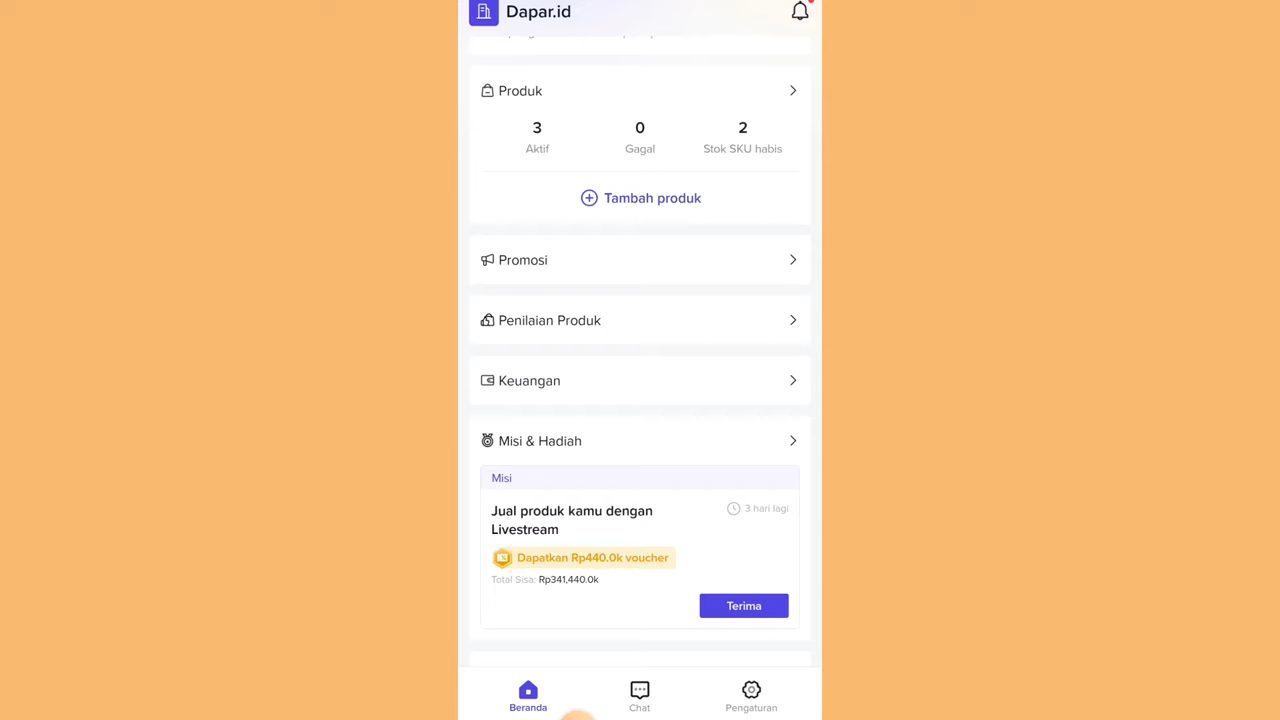 Dapar.id
Produk
3
0
2
Aktif
Gagal
Stok SKU habis
Tambah produk
Promosi
Penilaian Produk
Keuangan
Misi & Hadiah
Misi
Jual produk kamu dengan
Livestream
3 hari lagi
Dapatkan Rp440.0k voucher
Total Sisa: Rp341,440.0k
Terima
Beranda
Chat
Pengaturan